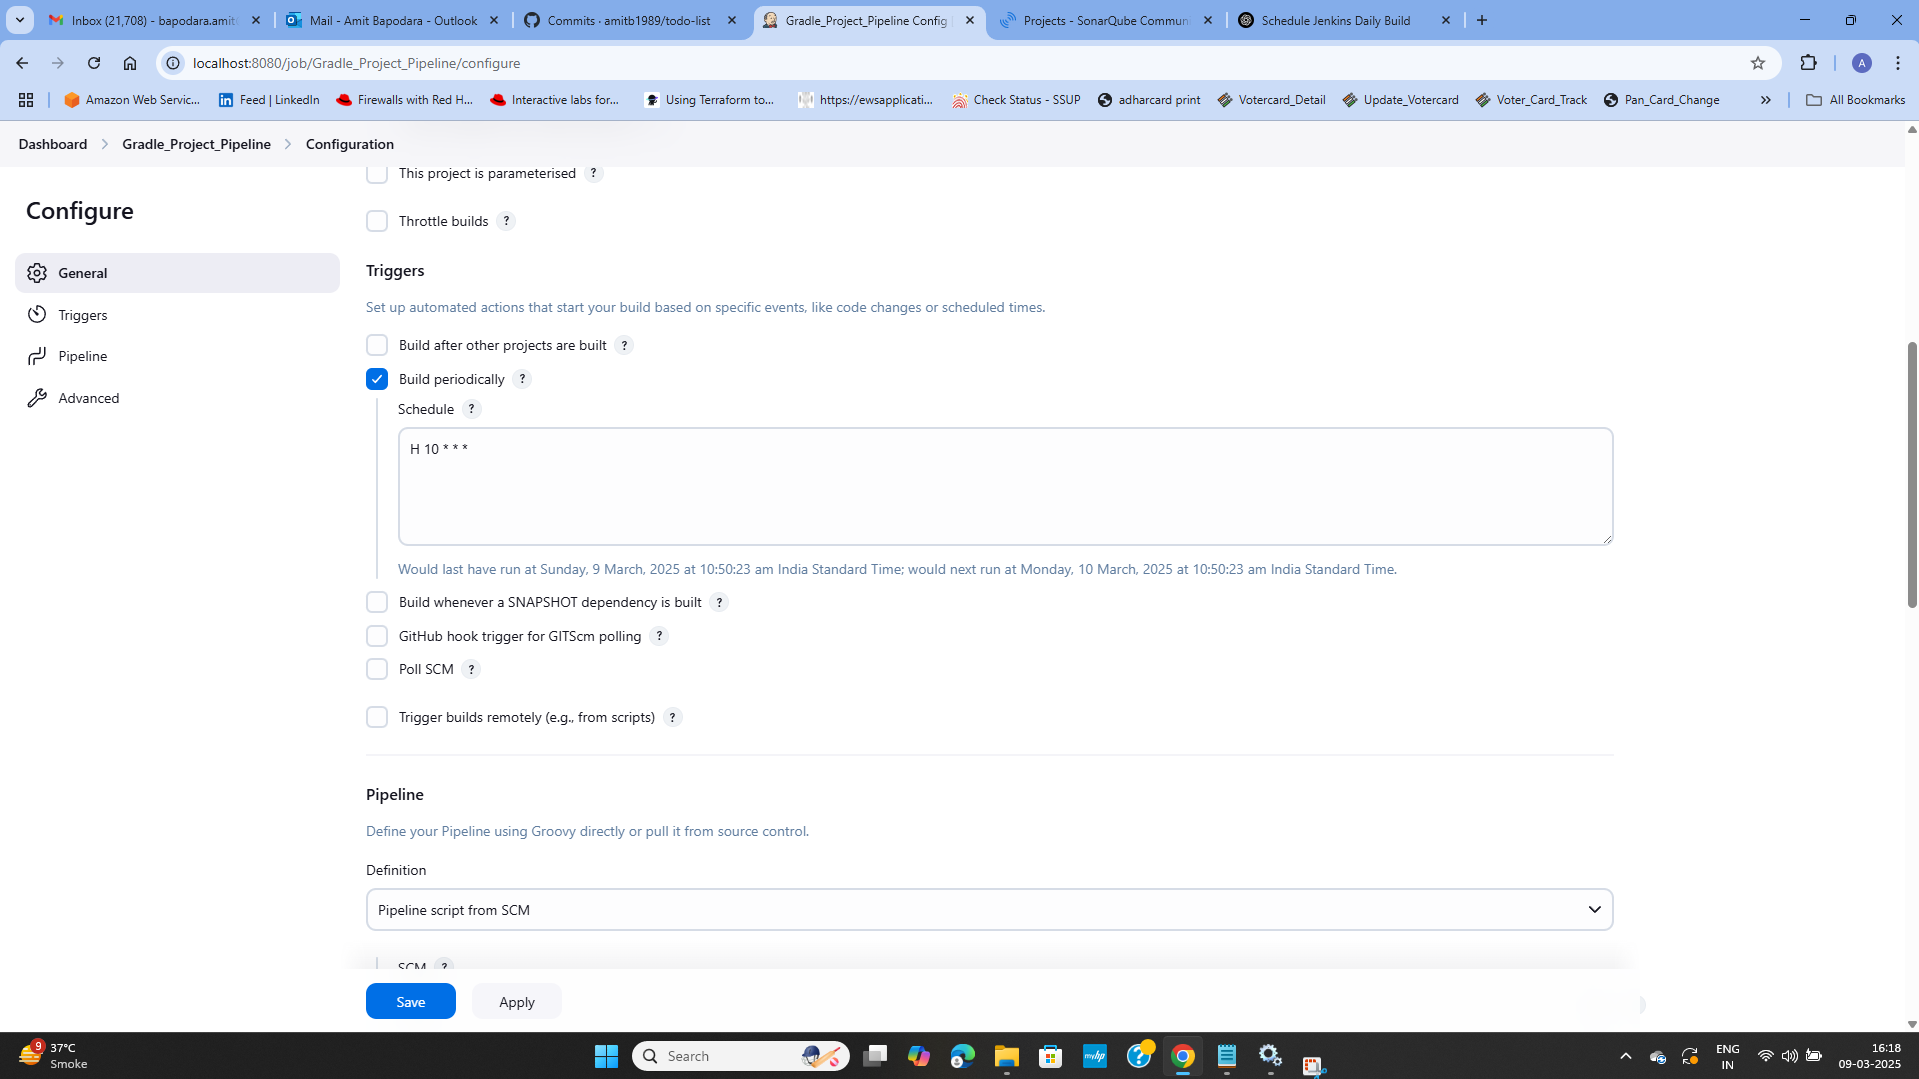 Inbox (21,708) - bapodara.amit
Mail - Amit Bapodara - Outlook
Commits · amitb1989/todo-list
Gradle_Project_Pipeline Config
Projects - SonarQube Commun
Schedule Jenkins Daily Build
localhost:8080/job/Gradle_Project_Pipeline/configure
A
Amazon Web Servic...
Feed | LinkedIn
Firewalls with Red H...
Interactive labs for...
Using Terraform to...
https://ewsapplicati...
Check Status - SSUP
adharcard print
Votercard_Detail
Update_Votercard
Voter_Card_Track
Pan_Card_Change
All Bookmarks
Dashboard > Gradle_Project_Pipeline > Configuration
Configure
General
Triggers
Pipeline
Advanced
This project is parameterised ?
Throttle builds ?
Triggers
Set up automated actions that start your build based on specific events, like code changes or scheduled times.
Build after other projects are built ?
Build periodically ?
Schedule ?
H 10 * * *
Would last have run at Sunday, 9 March, 2025 at 10:50:23 am India Standard Time; would next run at Monday, 10 March, 2025 at 10:50:23 am India Standard Time.
Build whenever a SNAPSHOT dependency is built ?
GitHub hook trigger for GITScm polling ?
Poll SCM ?
Trigger builds remotely (e.g., from scripts) ?
Pipeline
Define your Pipeline using Groovy directly or pull it from source control.
Definition
Pipeline script from SCM
SCM ?
Save
Apply
9
37°C
Smoke
Search
myhp
ENG
IN
16:18
09-03-2025